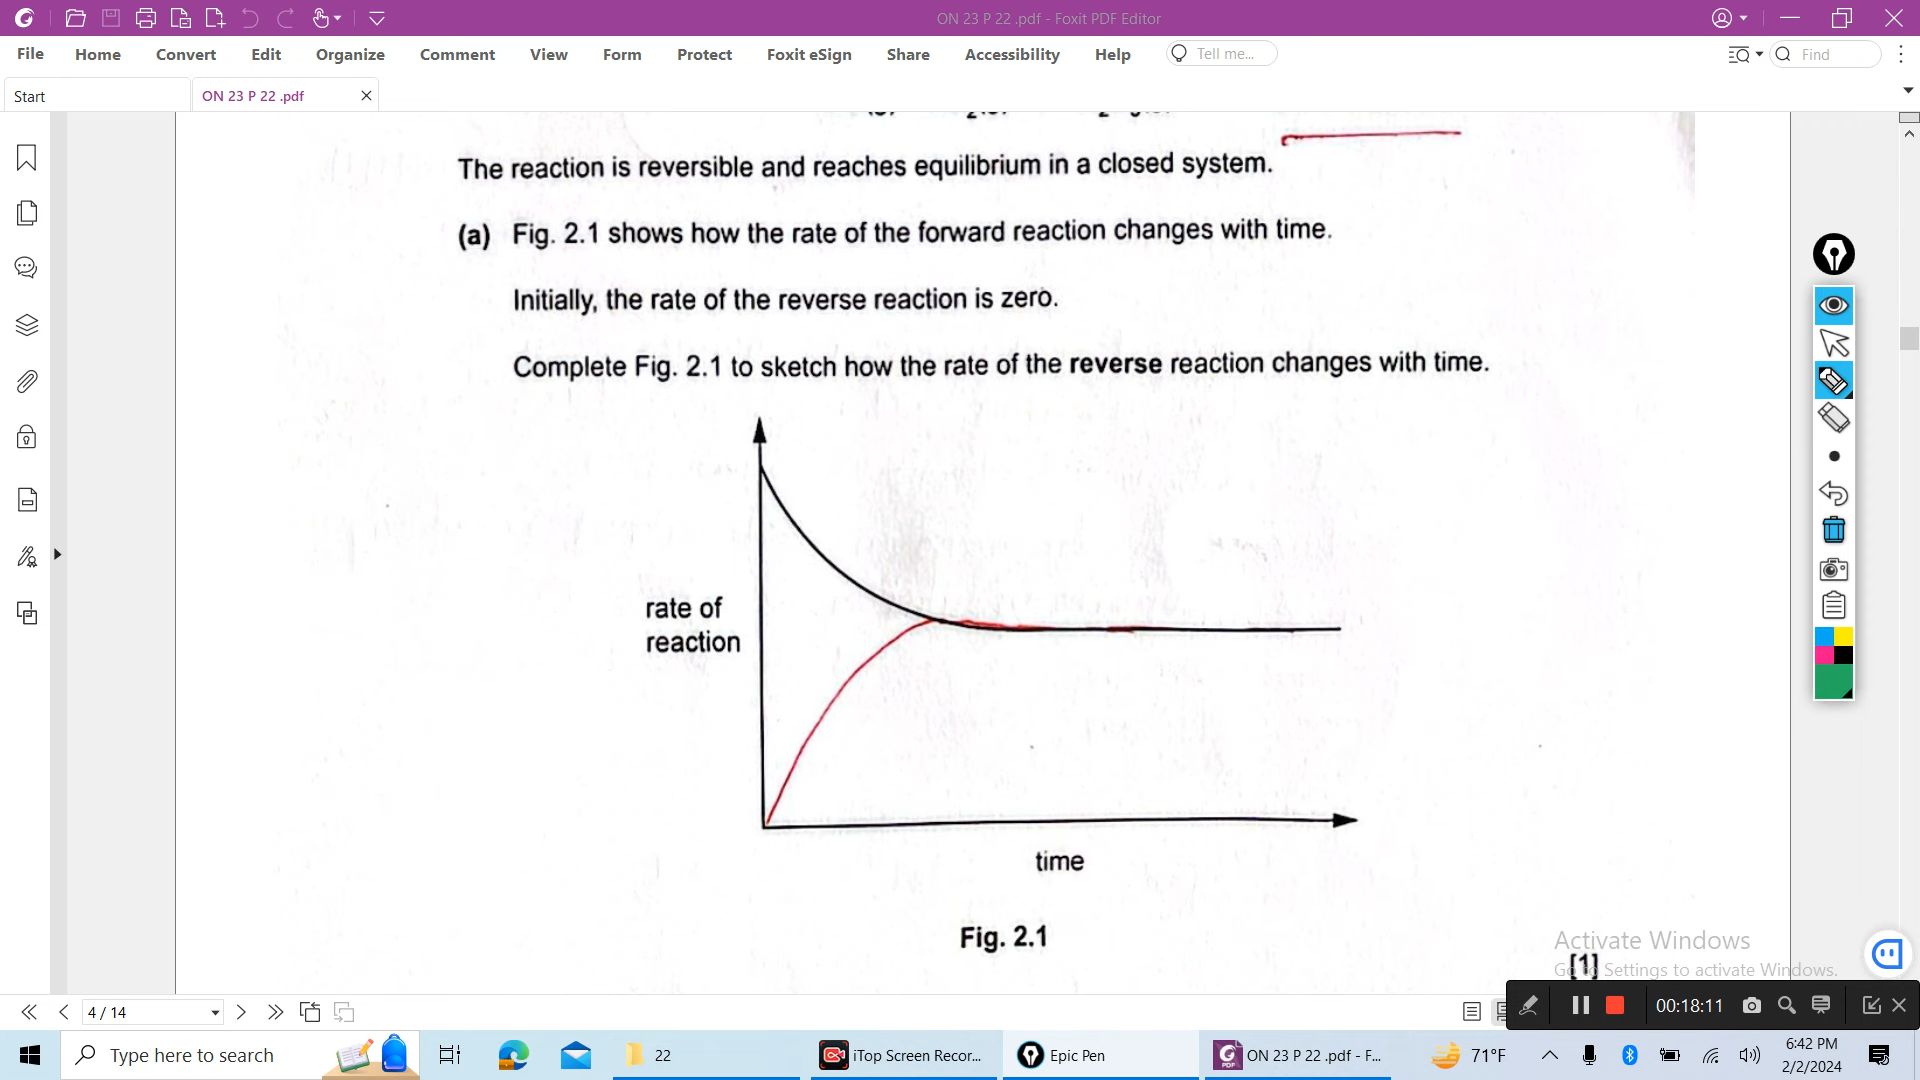 ON 23 P 22 .pdf - Foxit PDF Editor
File Home Convert Edit Organize Comment View Form Protect Foxit eSign Share Accessibility Help Tell me... Find
Start ON 23 P 22 .pdf
The reaction is reversible and reaches equilibrium in a closed system.
(a) Fig. 2.1 shows how the rate of the forward reaction changes with time.
Initially, the rate of the reverse reaction is zero.
Complete Fig. 2.1 to sketch how the rate of the reverse reaction changes with time.
rate of
reaction
time
Fig. 2.1
[1]
Activate Windows
Go to Settings to activate Windows.
4 / 14
00:18:11
Type here to search 22 iTop Screen Recor... Epic Pen ON 23 P 22 .pdf - F... 71°F
6:42 PM
2/2/2024